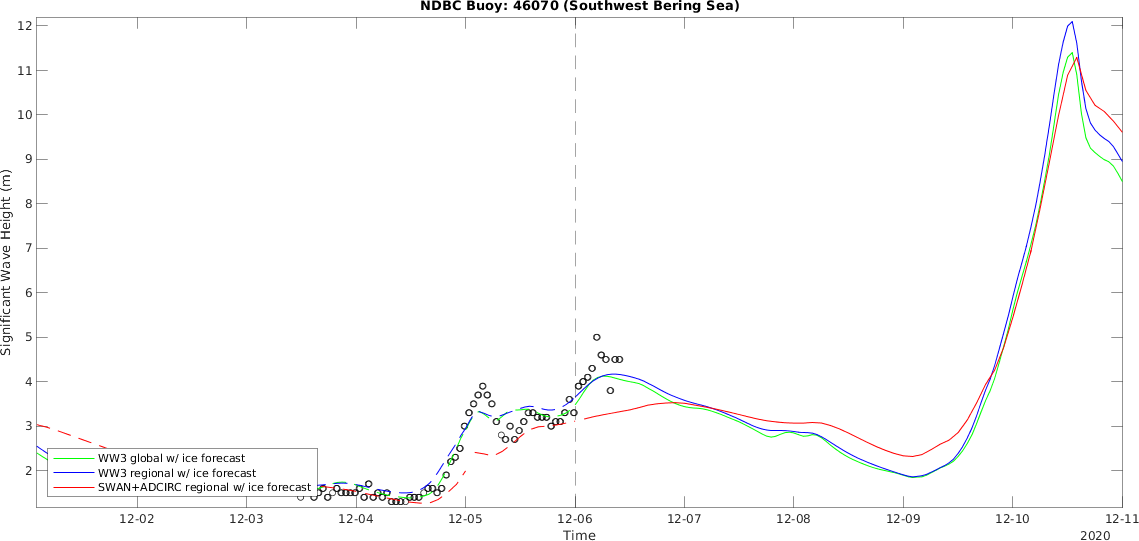 NDBC Buoy: 46070 (Southwest Bering Sea)
12
11
10
9
8
7
6
5
4
3
2
Significant Wave Height (m)
WW3 global w/ ice forecast
WW3 regional w/ ice forecast
SWAN+ADCIRC regional w/ ice forecast
12-02 12-03 12-04 12-05 12-06 12-07 12-08 12-09 12-10 12-11
Time
2020